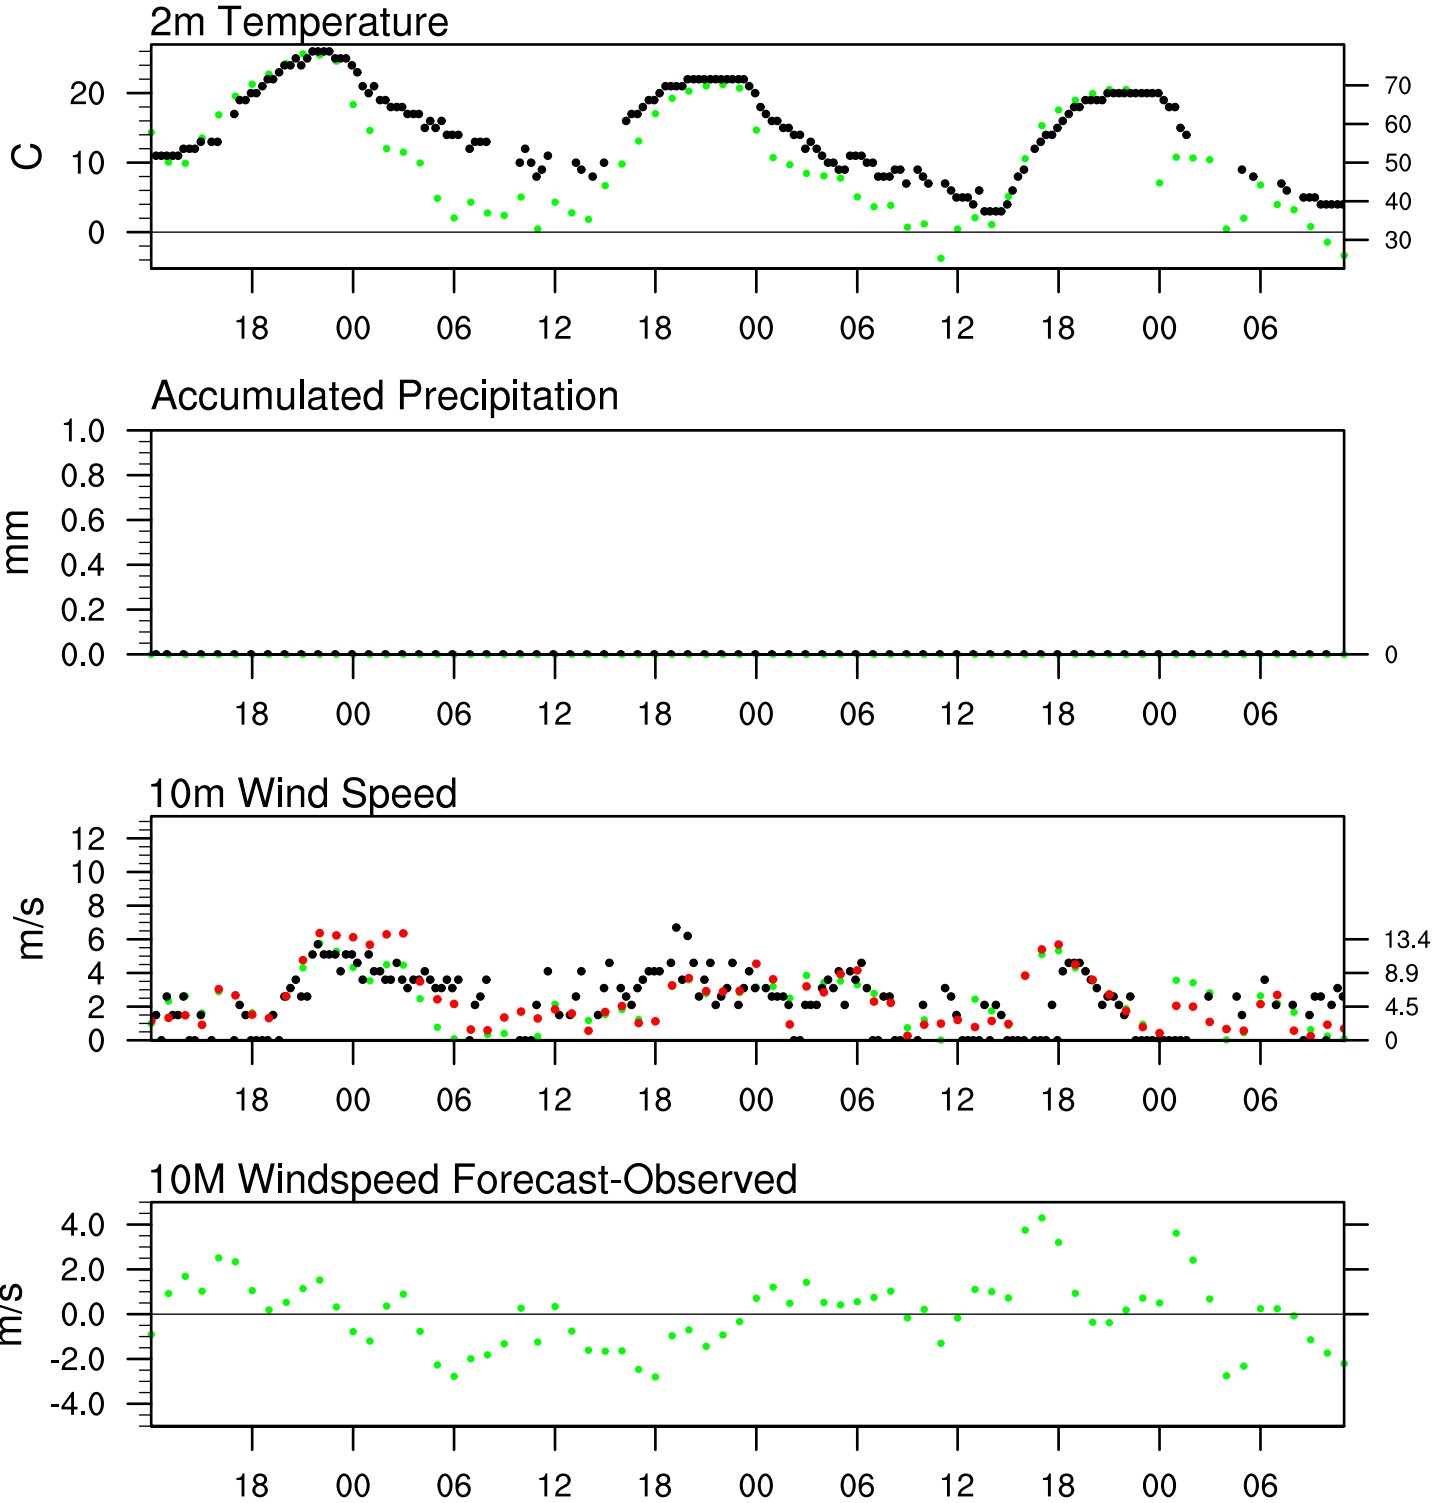 2m Temperature
20
10
0
C
70
60
50
40
30
18 00 06 12 18 00 06 12 18 00 06
Accumulated Precipitation
1.0
0.8
0.6
0.4
0.2
0.0
mm
0
18 00 06 12 18 00 06 12 18 00 06
10m Wind Speed
12
10
8
6
4
2
0
m/s
13.4
8.9
4.5
0
18 00 06 12 18 00 06 12 18 00 06
10M Windspeed Forecast-Observed
4.0
2.0
0.0
-2.0
-4.0
m/s
18 00 06 12 18 00 06 12 18 00 06